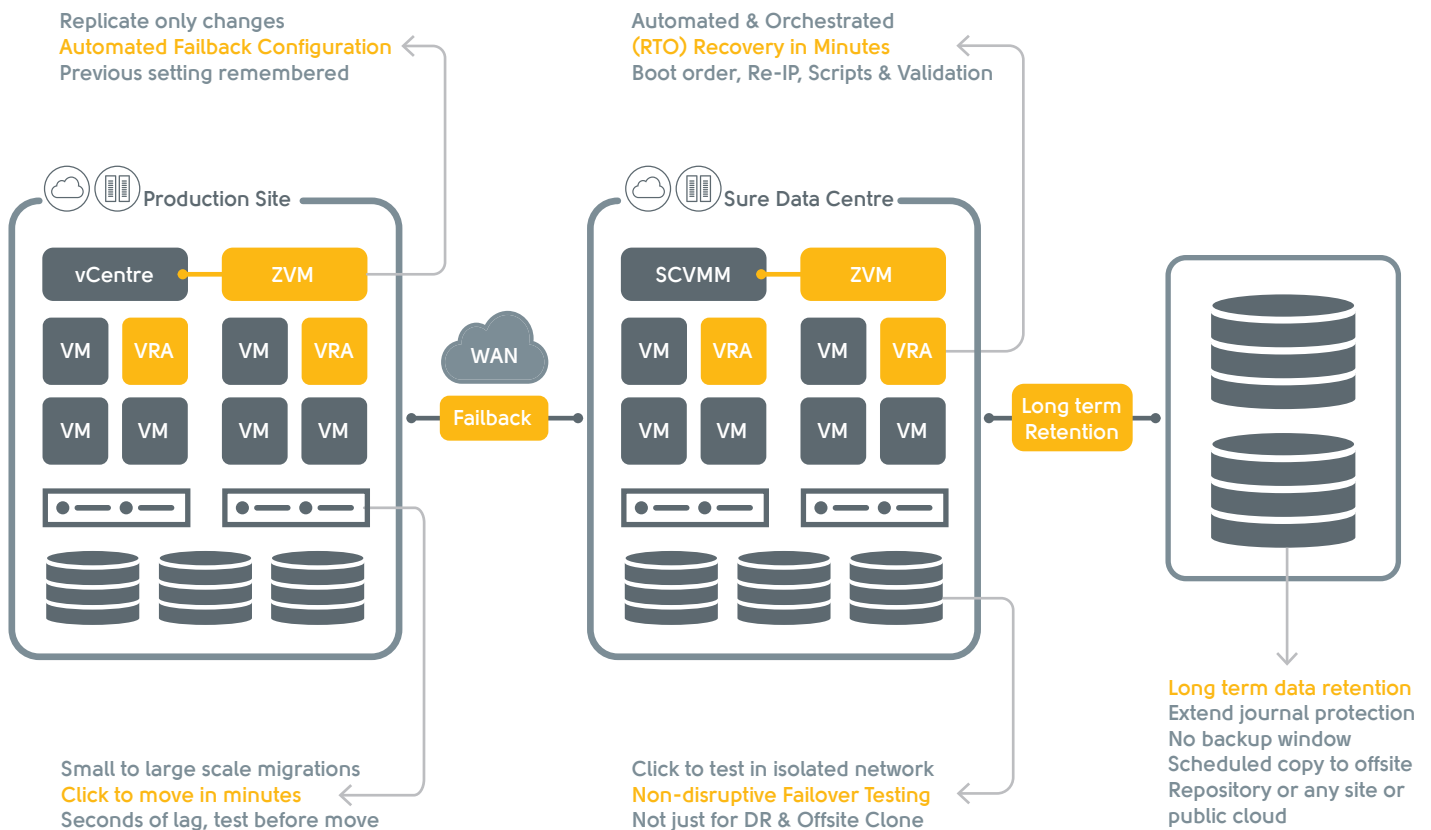 Replicate only changes
Automated Failback Configuration
Previous setting remembered
Automated & Orchestrated
(RTO) Recovery in Minutes
Boot order, Re-IP, Scripts & Validation
Production Site
vCentre
ZVM
VM
VRA
VM
VRA
VM
VM
VM
VM
WAN
Failback
Sure Data Centre
SCVMM
ZVM
VM
VRA
VM
VRA
VM
VM
VM
VM
Long term
Retention
Small to large scale migrations
Click to move in minutes
Seconds of lag, test before move
Click to test in isolated network
Non-disruptive Failover Testing
Not just for DR & Offsite Clone
Long term data retention
Extend journal protection
No backup window
Scheduled copy to offsite
Repository or any site or
public cloud